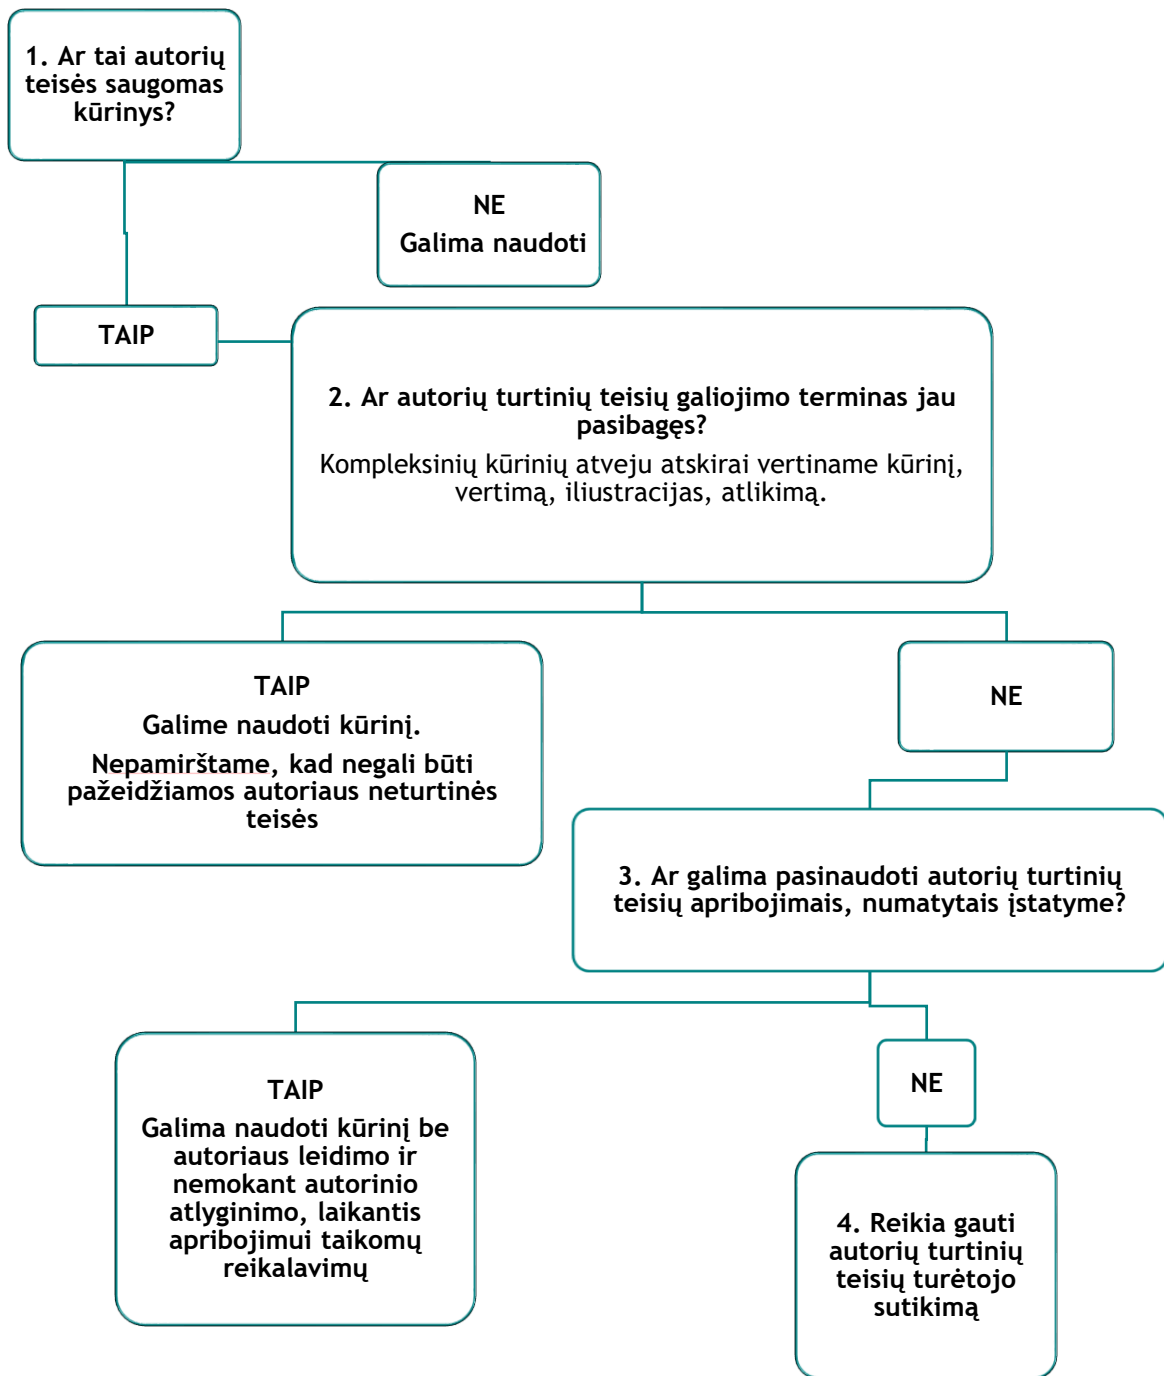 1. Ar tai autorių
teisės saugomas
kūrinys?
NE
Galima naudoti
TAIP
2. Ar autorių turtinių teisių galiojimo terminas jau
pasibagęs?
Kompleksinių kūrinių atveju atskirai vertiname kūrinį,
vertimą, iliustracijas, atlikimą.
TAIP
Galime naudoti kūrinį.
Nepamirštame, kad negali būti
pažeidžiamos autoriaus neturtinės
teisės
NE
3. Ar galima pasinaudoti autorių turtinių
teisių apribojimais, numatytais įstatyme?
TAIP
Galima naudoti kūrinį be
autoriaus leidimo ir
nemokant autorinio
atlyginimo, laikantis
apribojimui taikomų
reikalavimų
NE
4. Reikia gauti
autorių turtinių
teisių turėtojo
sutikimą